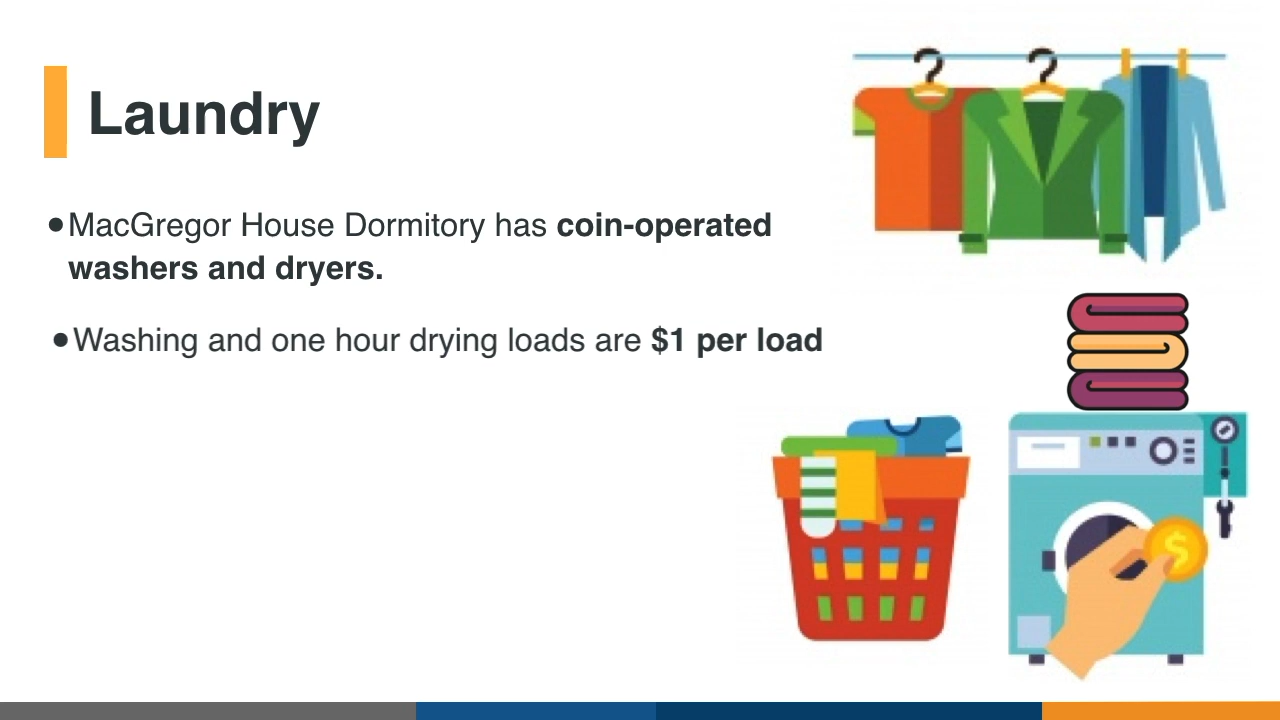 Laundry
•MacGregor House Dormitory has coin-operated
washers and dryers.
•Washing and one hour drying loads are $1 per load
$